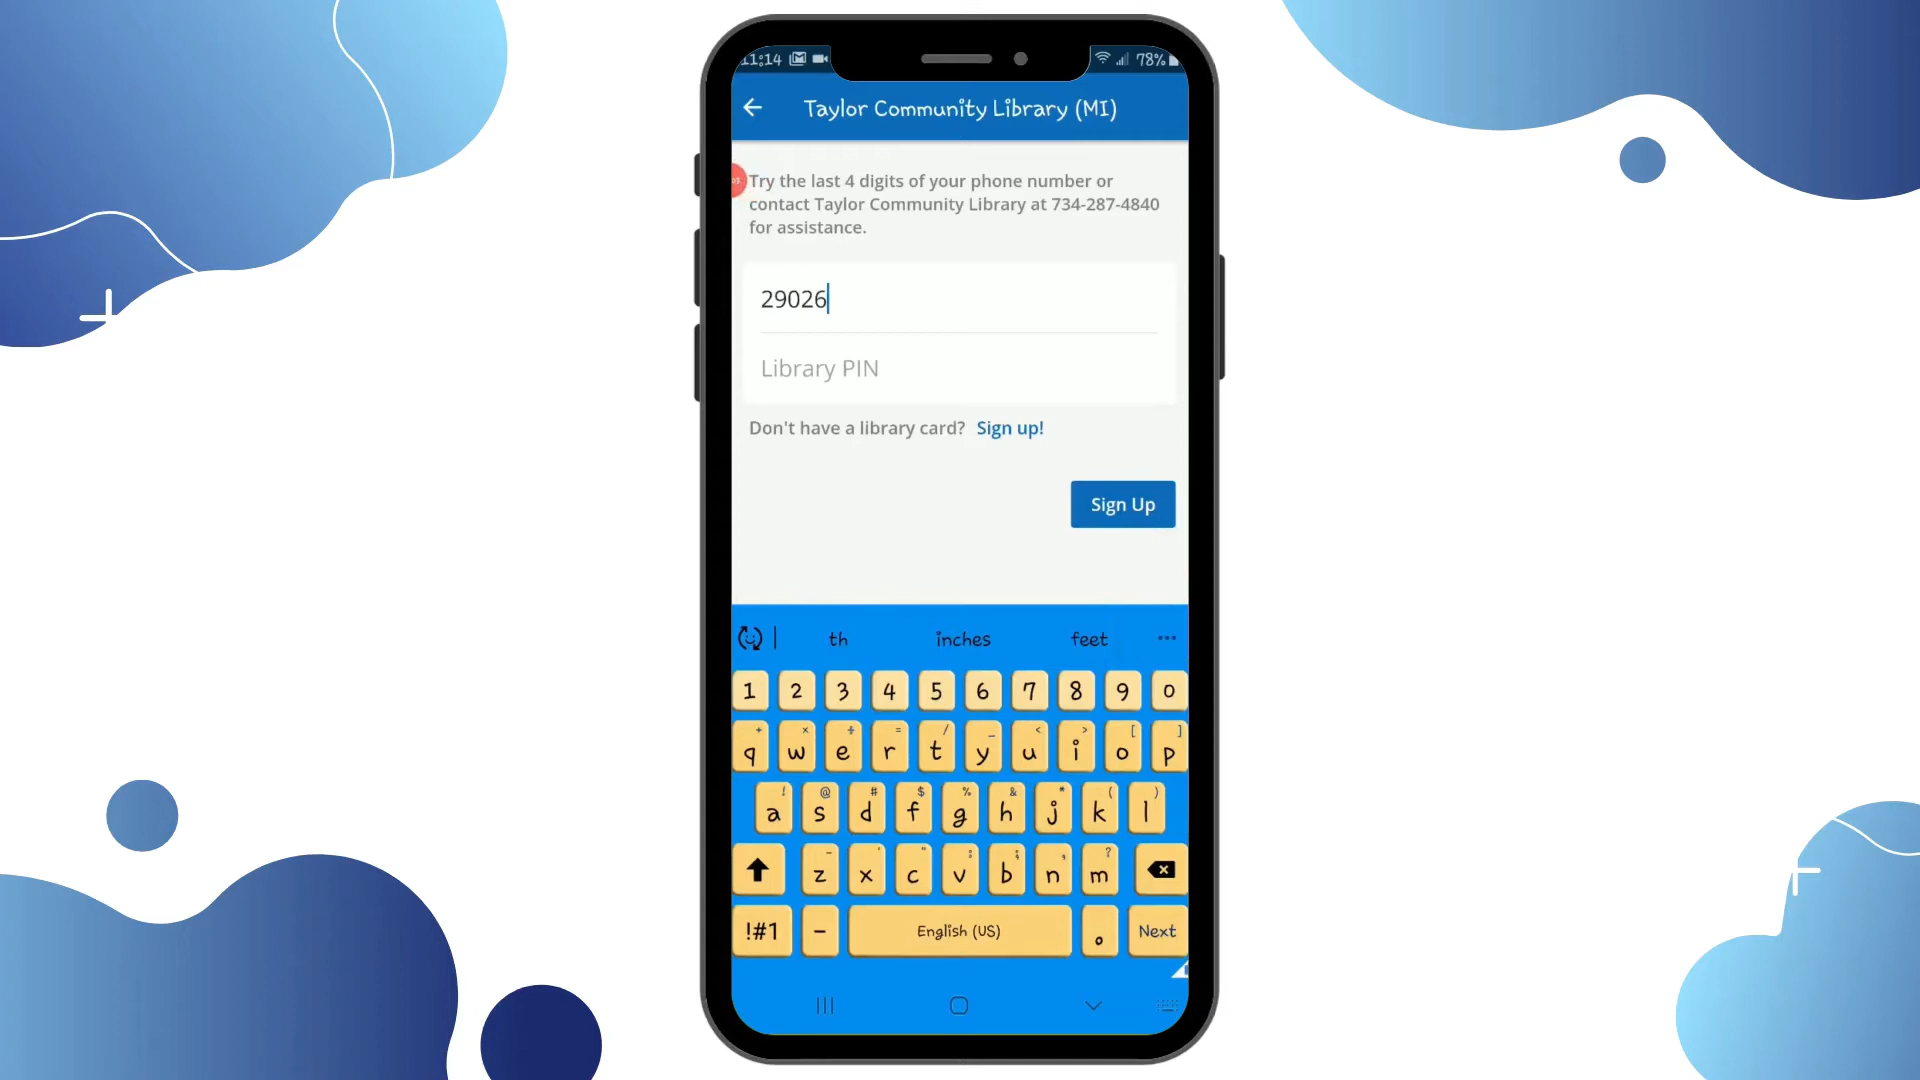 11:14 78%
Taylor Community Library (MI)
Try the last 4 digits of your phone number or
contact Taylor Community Library at 734-287-4840
for assistance.
29026
Library PIN
Don't have a library card? Sign up!
Sign Up
th inches feet ...
1 2 3 4 5 6 7 8 9 0
+ × ÷ = / _ < > [ ]
q w e r t y u i o p
! @ # $ % & * ( )
a s d f g h j k l
- ' " : ; , ?
z x c v b n m
!#1 - English (US) . Next